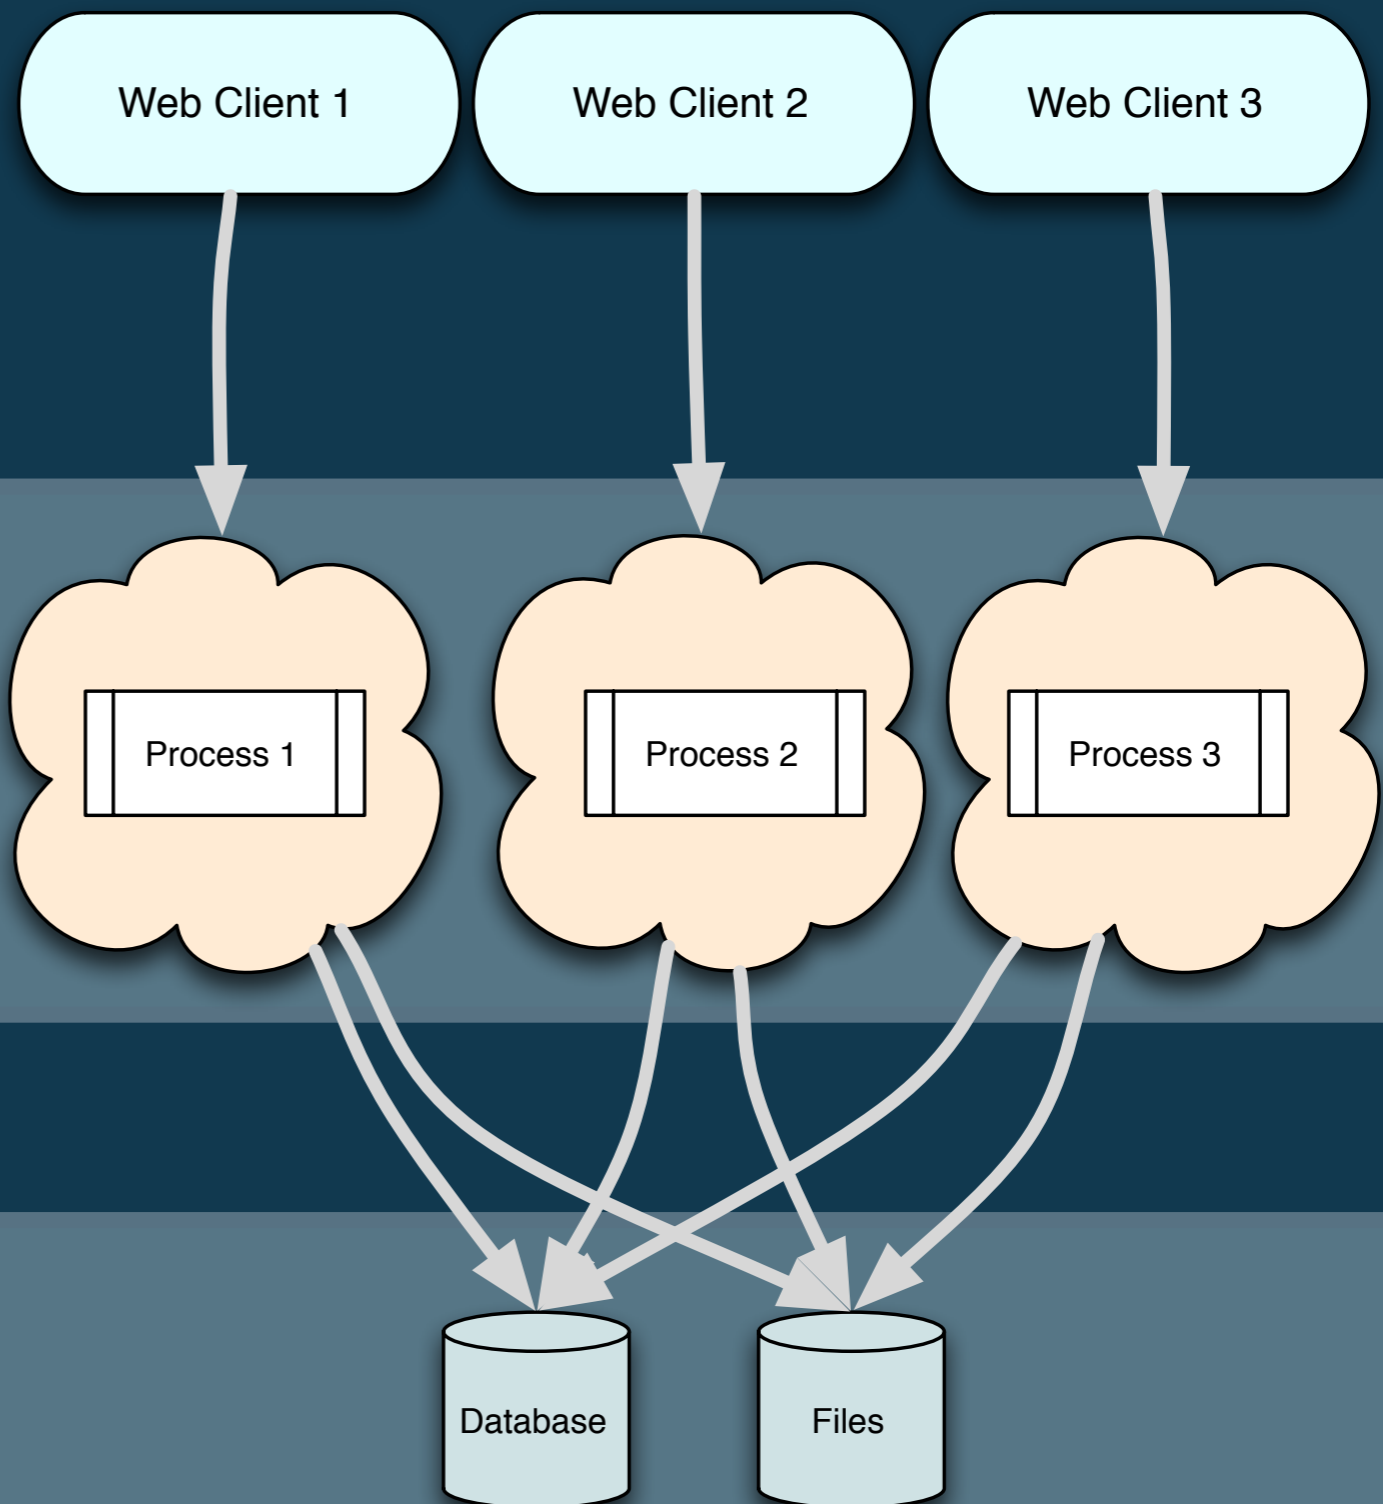 Web Client 1
Web Client 2
Web Client 3
Process 1
Process 2
Process 3
Database
Files